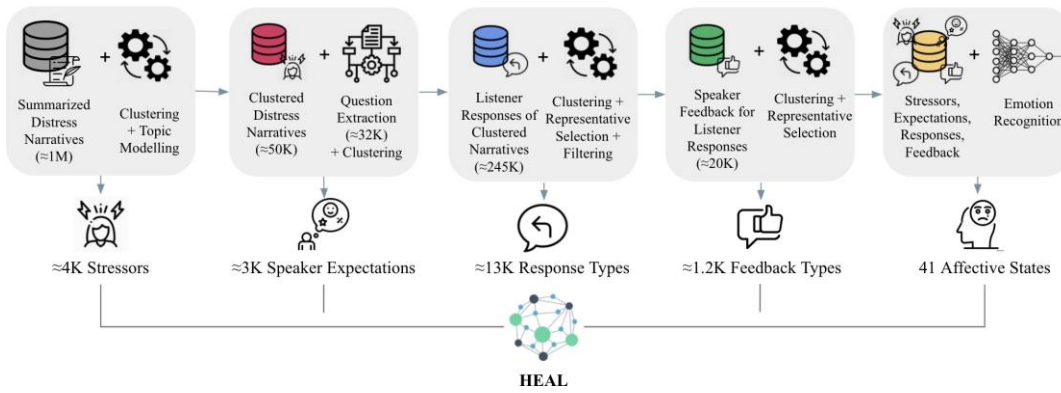 Summarized
Distress
Narratives
(≈1M)
Clustering
+ Topic
Modelling
Clustered
Distress
Narratives
(≈50K)
Question
Extraction
(≈32K)
+ Clustering
Listener
Responses of
Clustered
Narratives
(≈245K)
Clustering +
Representative
Selection +
Filtering
Speaker
Feedback for
Listener
Responses
(≈20K)
Clustering +
Representative
Selection
Stressors,
Expectations,
Responses,
Feedback
Emotion
Recognition
+
+
+
+
+
≈4K Stressors
≈3K Speaker Expectations
≈13K Response Types
≈1.2K Feedback Types
41 Affective States
HEAL